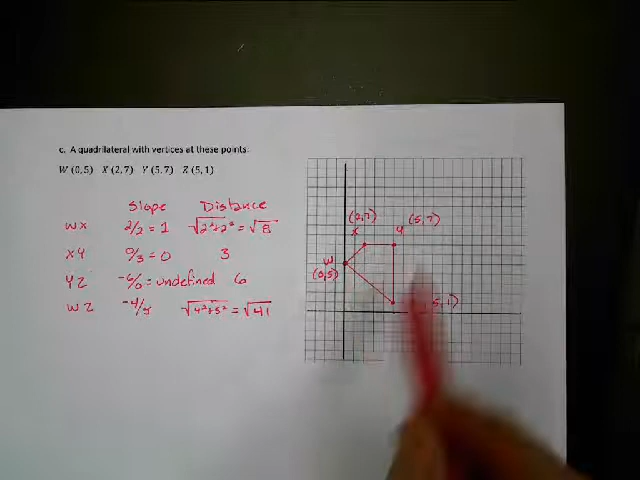 c. A quadrilateral with vertices at these points:
W (0,5) X (2,7) Y (5,7) Z (5,1)
Slope Distance
WX 2/2 = 1 √2²+2² = √8
XY 0/3 = 0 3
YZ -6/0 = undefined 6
WZ -4/5 √4²+5² = √41
(2,7) (5,7)
X Y
W
(0,5)
5,1)